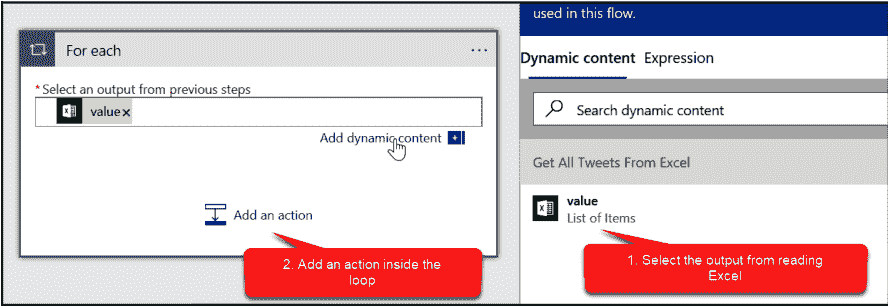 For each
* Select an output from previous steps
value
Add dynamic content
Add an action
2. Add an action inside the
loop
used in this flow.
Dynamic content Expression
Search dynamic content
Get All Tweets From Excel
value
List of Items
1. Select the output from reading
Excel